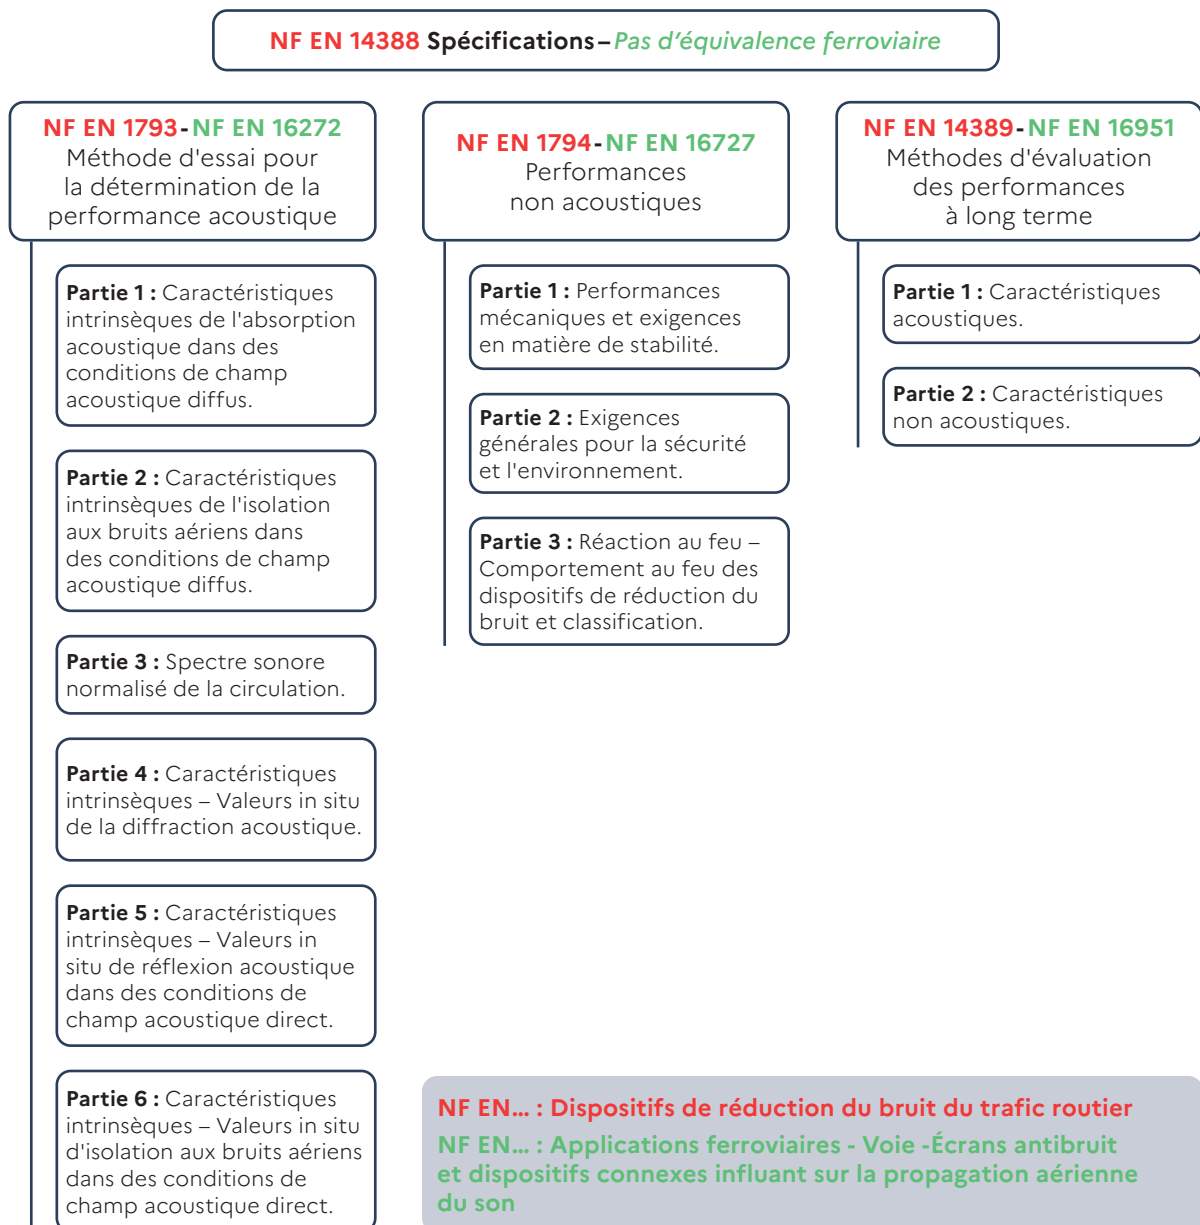 NF EN 14388 Spécifications – Pas d'équivalence ferroviaire
NF EN 1793 - NF EN 16272
Méthode d'essai pour
la détermination de la
performance acoustique
Partie 1 : Caractéristiques
intrinsèques de l'absorption
acoustique dans des
conditions de champ
acoustique diffus.
Partie 2 : Caractéristiques
intrinsèques de l'isolation
aux bruits aériens dans
des conditions de champ
acoustique diffus.
Partie 3 : Spectre sonore
normalisé de la circulation.
Partie 4 : Caractéristiques
intrinsèques – Valeurs in situ
de la diffraction acoustique.
Partie 5 : Caractéristiques
intrinsèques – Valeurs in
situ de réflexion acoustique
dans des conditions de
champ acoustique direct.
Partie 6 : Caractéristiques
intrinsèques – Valeurs in situ
d'isolation aux bruits aériens
dans des conditions de
champ acoustique direct.
NF EN 1794 - NF EN 16727
Performances
non acoustiques
Partie 1 : Performances
mécaniques et exigences
en matière de stabilité.
Partie 2 : Exigences
générales pour la sécurité
et l'environnement.
Partie 3 : Réaction au feu –
Comportement au feu des
dispositifs de réduction du
bruit et classification.
NF EN 14389 - NF EN 16951
Méthodes d'évaluation
des performances
à long terme
Partie 1 : Caractéristiques
acoustiques.
Partie 2 : Caractéristiques
non acoustiques.
NF EN... : Dispositifs de réduction du bruit du trafic routier
NF EN... : Applications ferroviaires - Voie -Écrans antibruit
et dispositifs connexes influant sur la propagation aérienne
du son